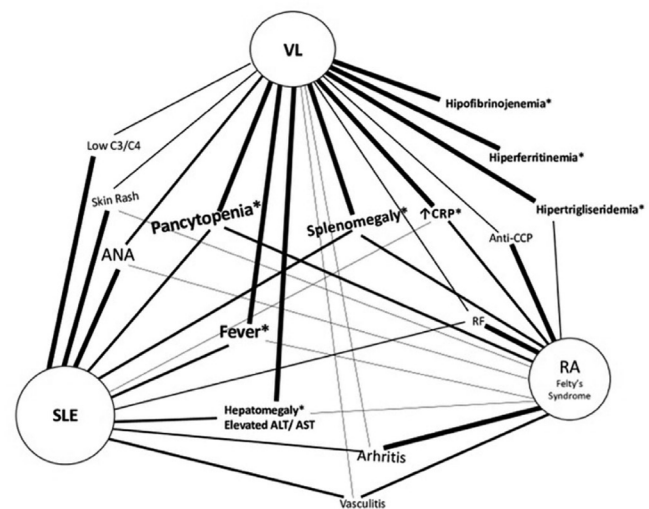 VL
Hipofibrinojenemia*
Low C3/C4
Hiperferritinemia*
Skin Rash
Pancytopenia*
Splenomegaly*
↑CRP*
Hipertrigliseridemia*
Anti-CCP
ANA
Fever*
RF
RA
Felty's
Syndrome
SLE
Hepatomegaly*
Elevated ALT/ AST
Arhritis
Vasculitis